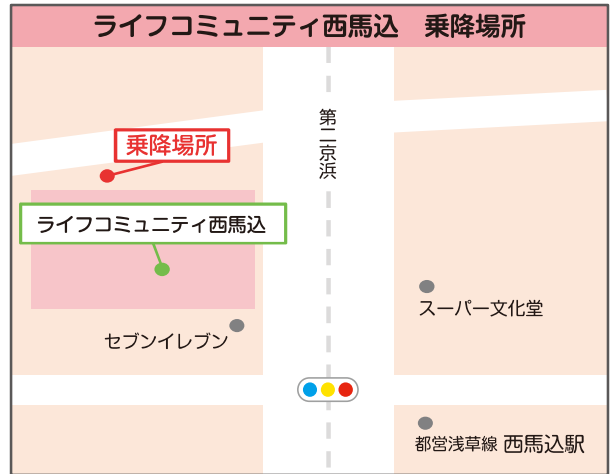 ライフコミュニティ西馬込　乗降場所
第二京浜
乗降場所
ライフコミュニティ西馬込
スーパー文化堂
セブンイレブン
都営浅草線 西馬込駅